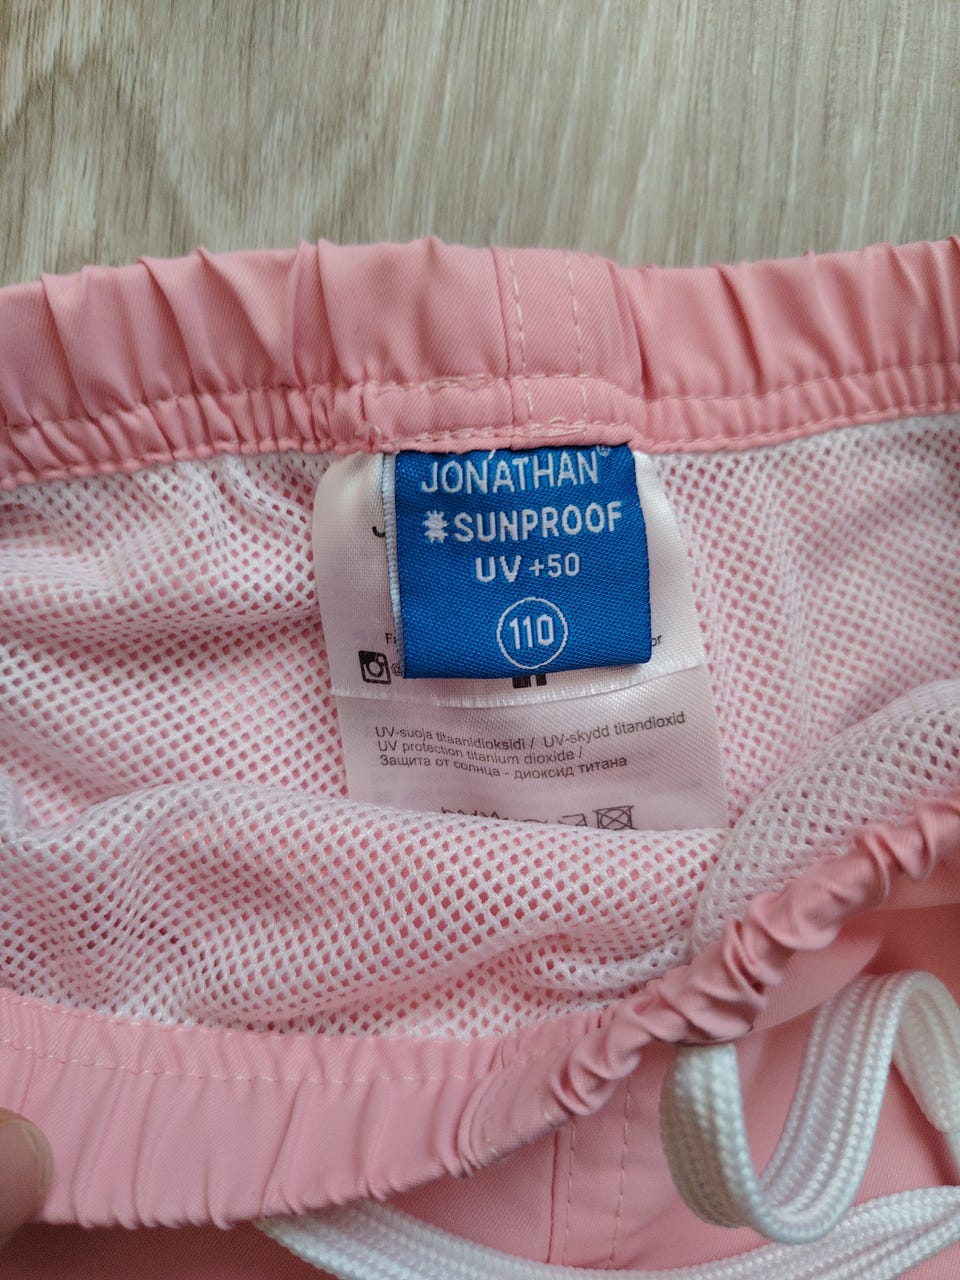 JONATHAN®
SUNPROOF
UV +50
110
UV-suoja titaanidioksidi / UV-skydd titandioxid
UV protection titanium dioxide /
Защита от солнца - диоксид титана